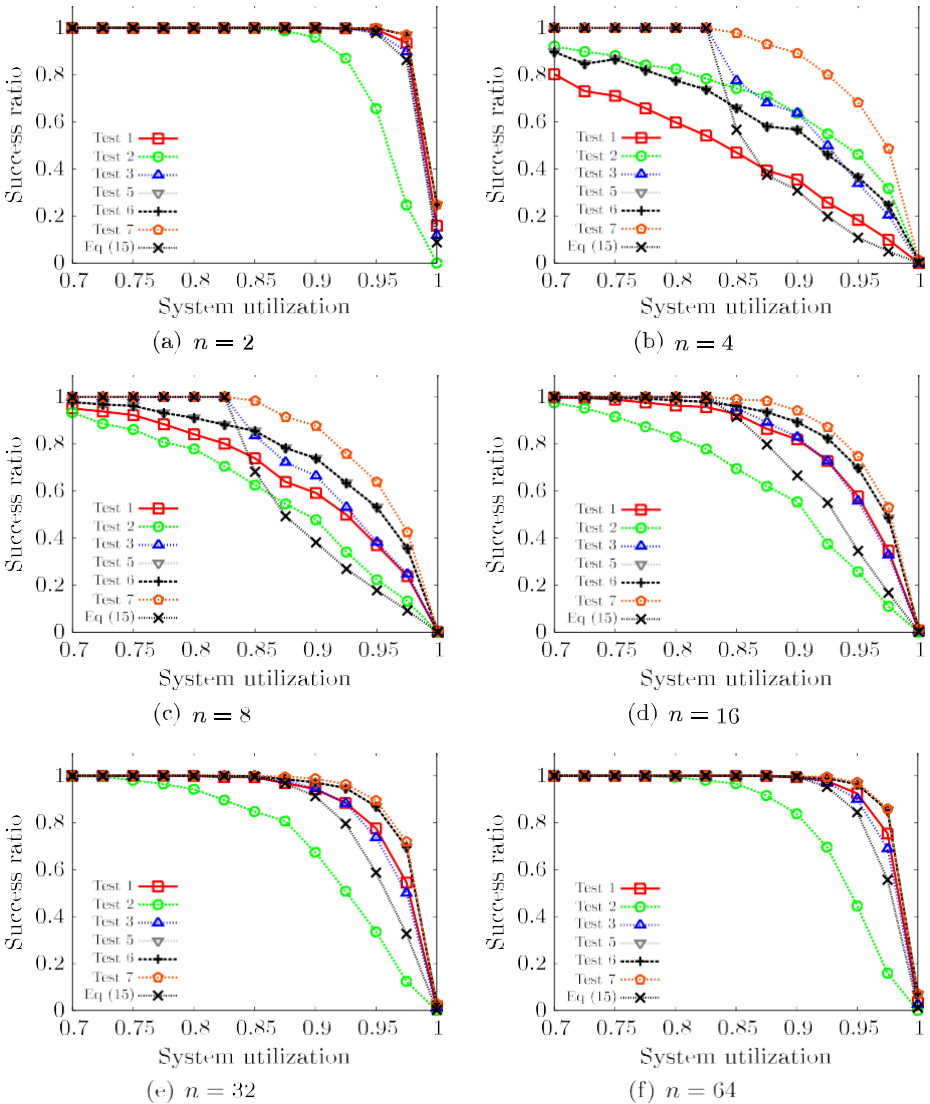 Success ratio
1
0.8
0.6
0.4
0.2
0
Test 1
Test 2
Test 3
Test 5
Test 6
Test 7
Eq (15)
0.7 0.75 0.8 0.85 0.9 0.95 1
System utilization
(a) n = 2
Success ratio
1
0.8
0.6
0.4
0.2
0
Test 1
Test 2
Test 3
Test 5
Test 6
Test 7
Eq (15)
0.7 0.75 0.8 0.85 0.9 0.95 1
System utilization
(b) n = 4
Success ratio
1
0.8
0.6
0.4
0.2
0
Test 1
Test 2
Test 3
Test 5
Test 6
Test 7
Eq (15)
0.7 0.75 0.8 0.85 0.9 0.95 1
System utilization
(c) n = 8
Success ratio
1
0.8
0.6
0.4
0.2
0
Test 1
Test 2
Test 3
Test 5
Test 6
Test 7
Eq (15)
0.7 0.75 0.8 0.85 0.9 0.95 1
System utilization
(d) n = 16
Success ratio
1
0.8
0.6
0.4
0.2
0
Test 1
Test 2
Test 3
Test 5
Test 6
Test 7
Eq (15)
0.7 0.75 0.8 0.85 0.9 0.95 1
System utilization
(e) n = 32
Success ratio
1
0.8
0.6
0.4
0.2
0
Test 1
Test 2
Test 3
Test 5
Test 6
Test 7
Eq (15)
0.7 0.75 0.8 0.85 0.9 0.95 1
System utilization
(f) n = 64